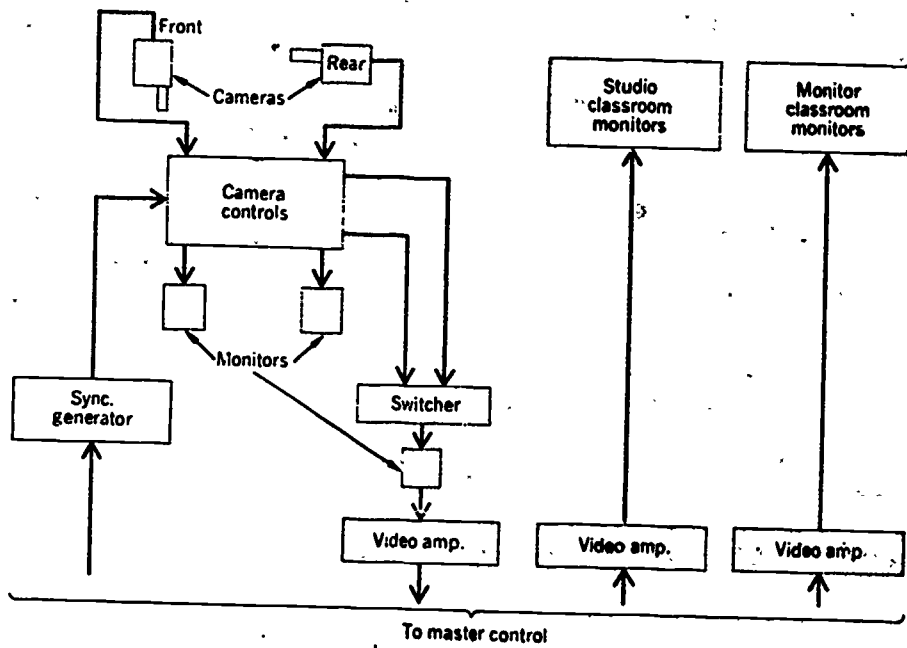 Front
Rear
Cameras
Studio
classroom
monitors
Monitor
classroom
monitors
Camera
controls
Monitors
Sync.
generator
Switcher
Video amp.
Video amp.
Video amp.
To master control